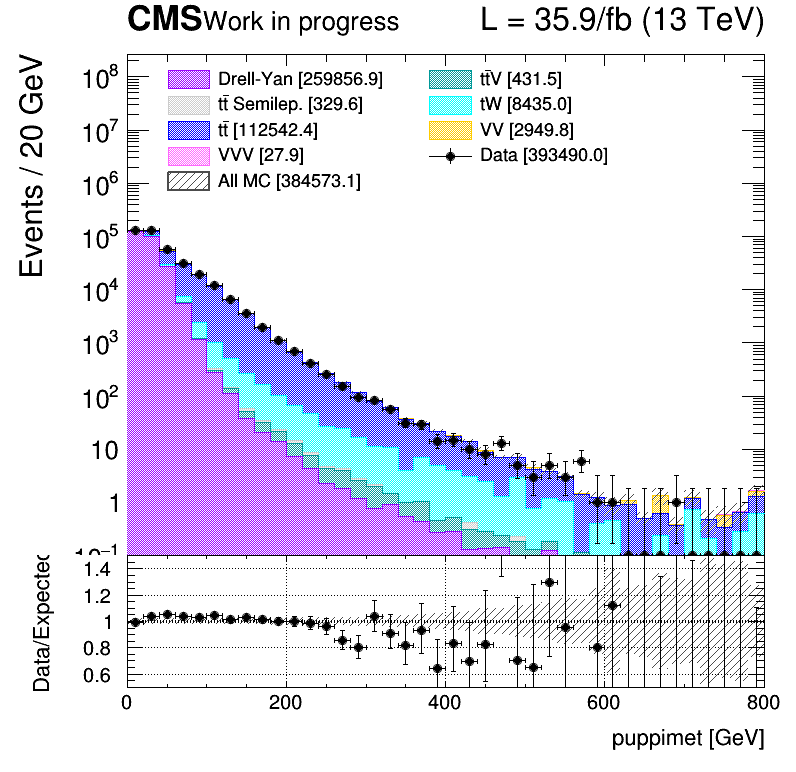 CMS Work in progress L = 35.9/fb (13 TeV)
Events / 20 GeV
10⁸
10⁷
10⁶
10⁵
10⁴
10³
10²
10
1
10⁻¹
Drell-Yan [259856.9]
tt̄ Semilep. [329.6]
tt̄ [112542.4]
VVV [27.9]
All MC [384573.1]
tt̄V [431.5]
tW [8435.0]
VV [2949.8]
Data [393490.0]
Data/Expected
1.4
1.2
1
0.8
0.6
0 200 400 600 800
puppimet [GeV]